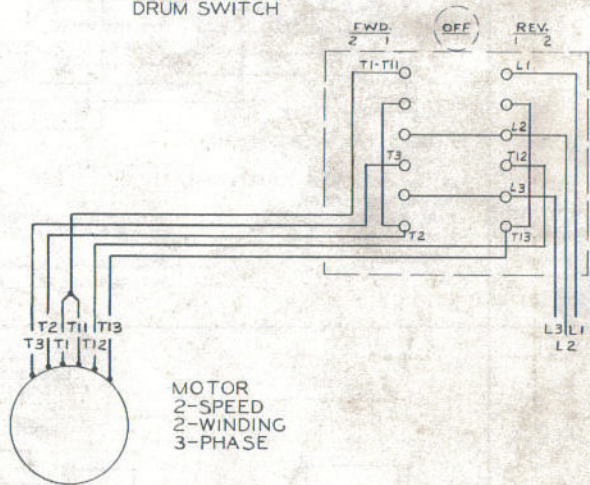 DRUM SWITCH
FWD. OFF REV.
2 1 1 2
T1-T11 L1
L2
T3 T12
L3
T2 T13
L3 L1
L2
T2 T11 T13
T3 T1 T12
MOTOR
2-SPEED
2-WINDING
3-PHASE